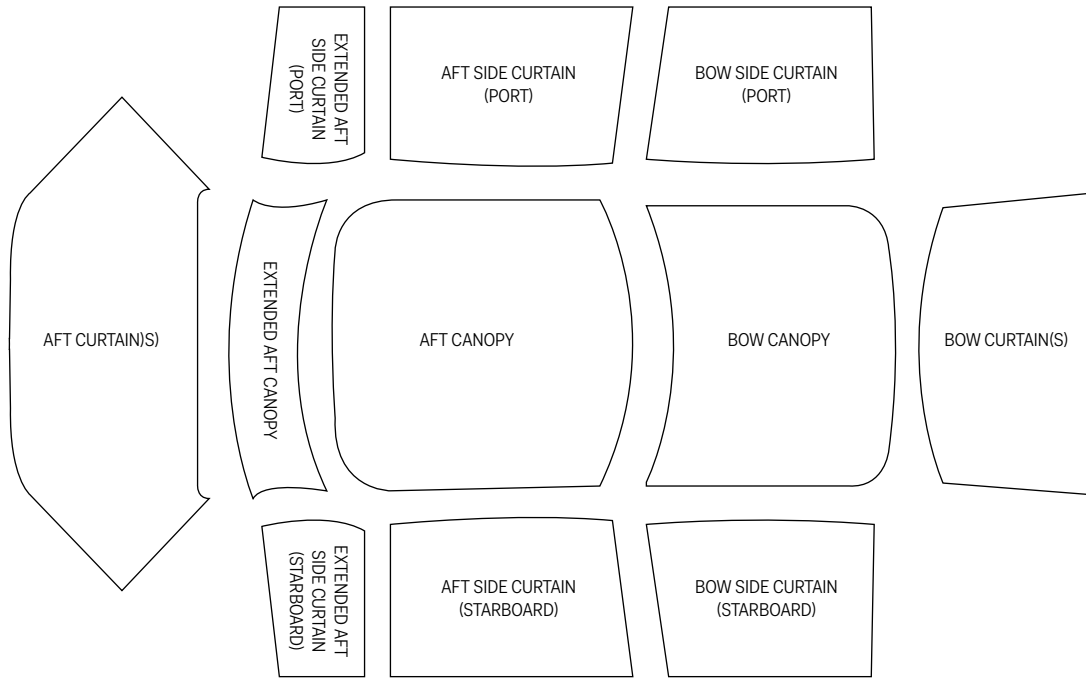 EXTENDED AFT
SIDE CURTAIN
(PORT)
AFT SIDE CURTAIN
(PORT)
BOW SIDE CURTAIN
(PORT)
AFT CURTAIN)S)
EXTENDED AFT CANOPY
AFT CANOPY
BOW CANOPY
BOW CURTAIN(S)
EXTENDED AFT
SIDE CURTAIN
(STARBOARD)
AFT SIDE CURTAIN
(STARBOARD)
BOW SIDE CURTAIN
(STARBOARD)